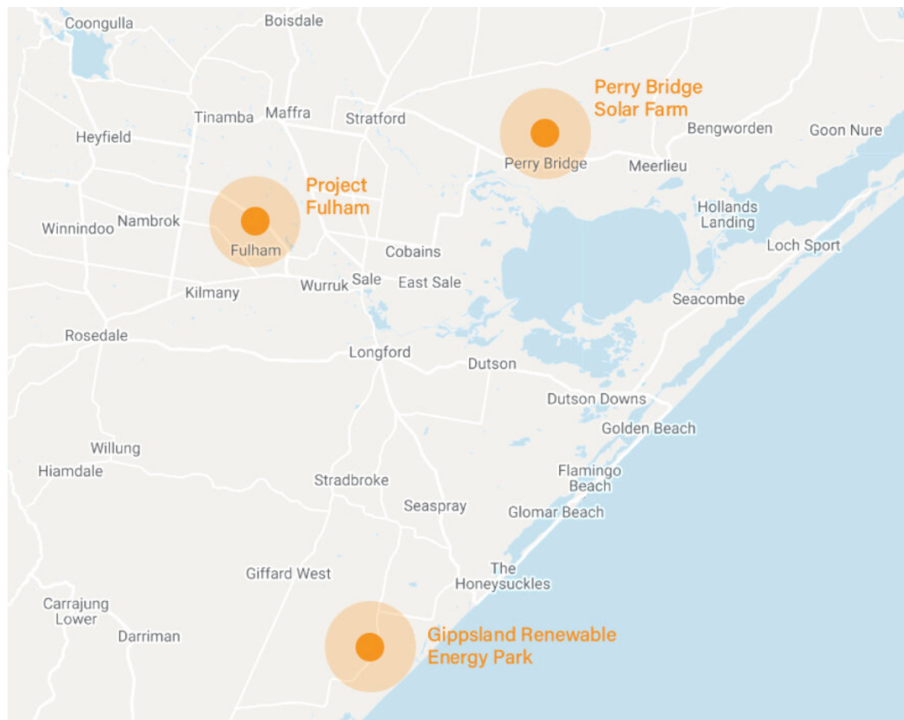 Coongulla
Boisdale
Perry Bridge
Solar Farm
Tinamba
Maffra
Stratford
Heyfield
Bengworden
Goon Nure
Perry Bridge
Meerlieu
Project
Fulham
Winnindoo
Nambrok
Hollands
Landing
Fulham
Cobains
Loch Sport
Kilmany
Wurruk
Sale
East Sale
Seacombe
Rosedale
Longford
Dutson
Dutson Downs
Golden Beach
Willung
Hiamdale
Stradbroke
Flamingo
Beach
Seaspray
Glomar Beach
Giffard West
The
Honeysuckles
Carrajung
Lower
Darriman
Gippsland Renewable
Energy Park